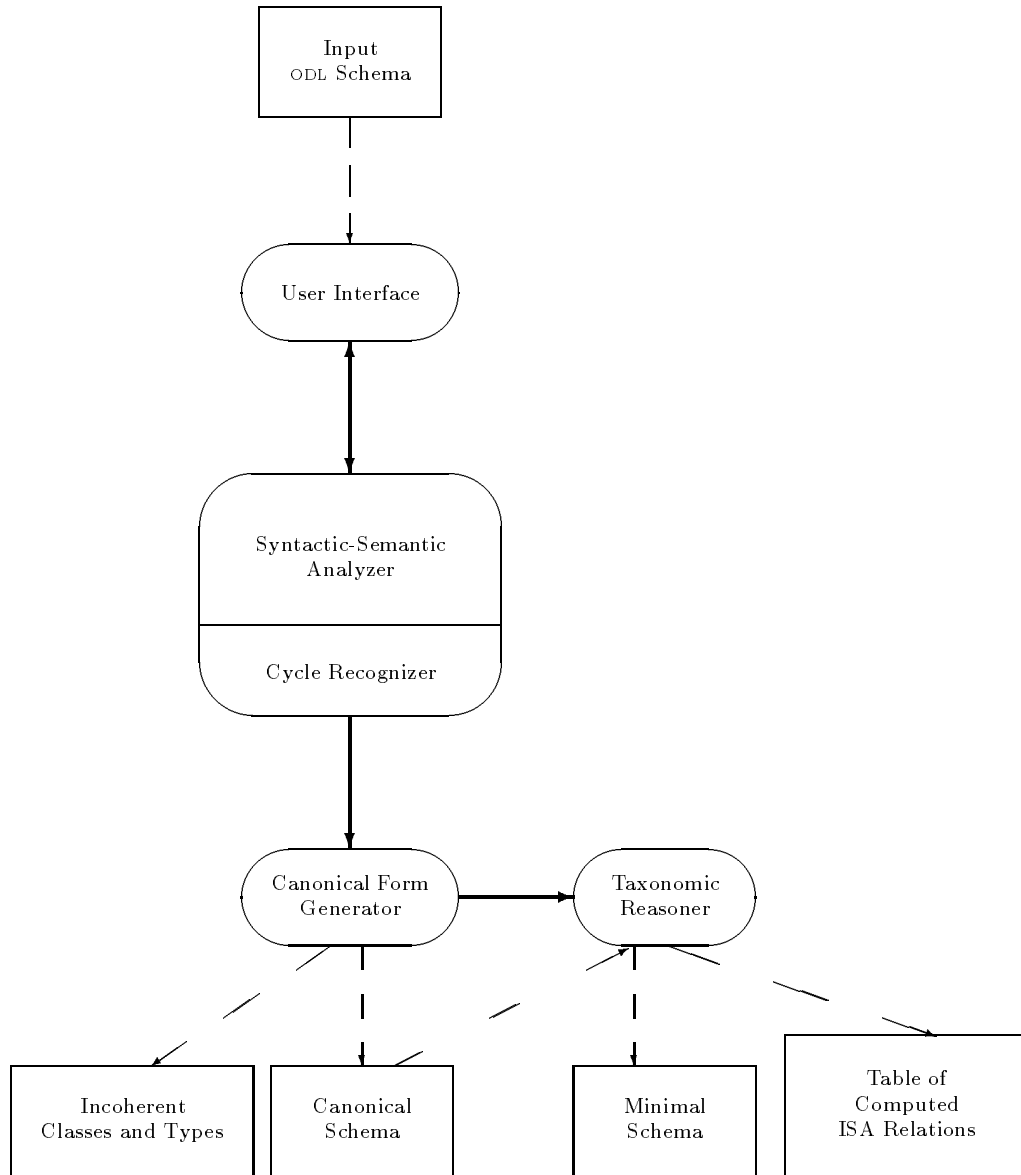 Input
ODL Schema
User Interface
Syntactic-Semantic
Analyzer
Cycle Recognizer
Canonical Form
Generator
Taxonomic
Reasoner
Incoherent
Classes and Types
Canonical
Schema
Minimal
Schema
Table of
Computed
ISA Relations